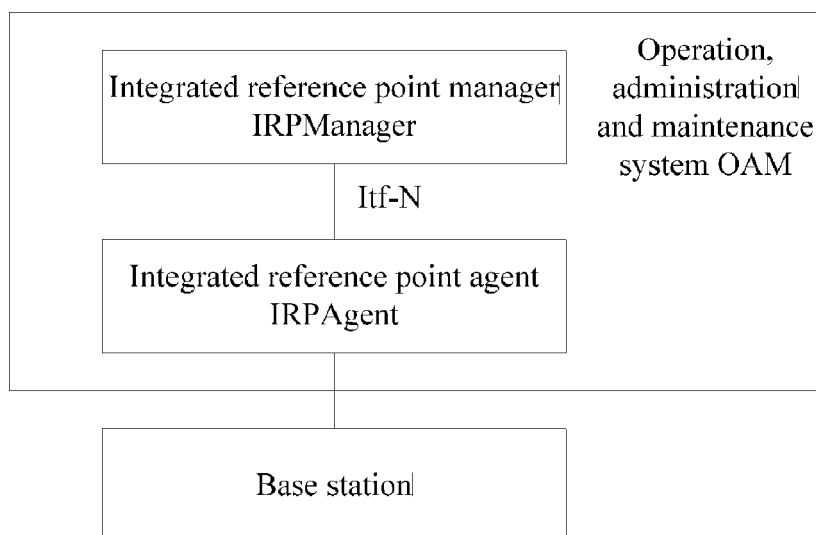 Integrated reference point manager
IRPManager
Operation,
administration
and maintenance
system OAM
Itf-N
Integrated reference point agent
IRPAgent
Base station